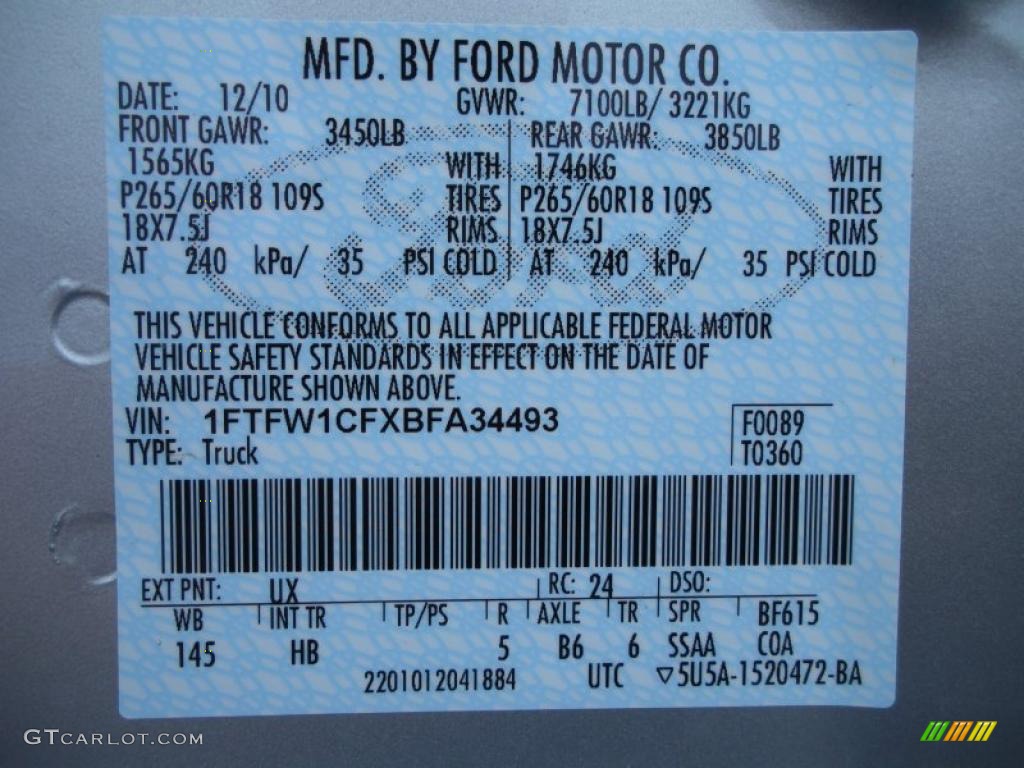 MFD. BY FORD MOTOR CO.
DATE: 12/10 GVWR: 7100LB/ 3221KG
FRONT GAWR: 3450LB REAR GAWR: 3850LB
1565KG WITH 1746KG WITH
P265/60R18 109S TIRES P265/60R18 109S TIRES
18X7.5J RIMS 18X7.5J RIMS
AT 240 kPa/ 35 PSI COLD AT 240 kPa/ 35 PSI COLD
THIS VEHICLE CONFORMS TO ALL APPLICABLE FEDERAL MOTOR
VEHICLE SAFETY STANDARDS IN EFFECT ON THE DATE OF
MANUFACTURE SHOWN ABOVE.
VIN: 1FTFW1CFXBFA34493 F0089
TYPE: Truck T0360
EXT PNT: UX RC: 24 DSO:
WB INT TR TP/PS R AXLE TR SPR BF615
145 HB 5 B6 6 SSAA COA
2201012041884 UTC ▽5U5A-1520472-BA
Ford
GTCARLOT.COM